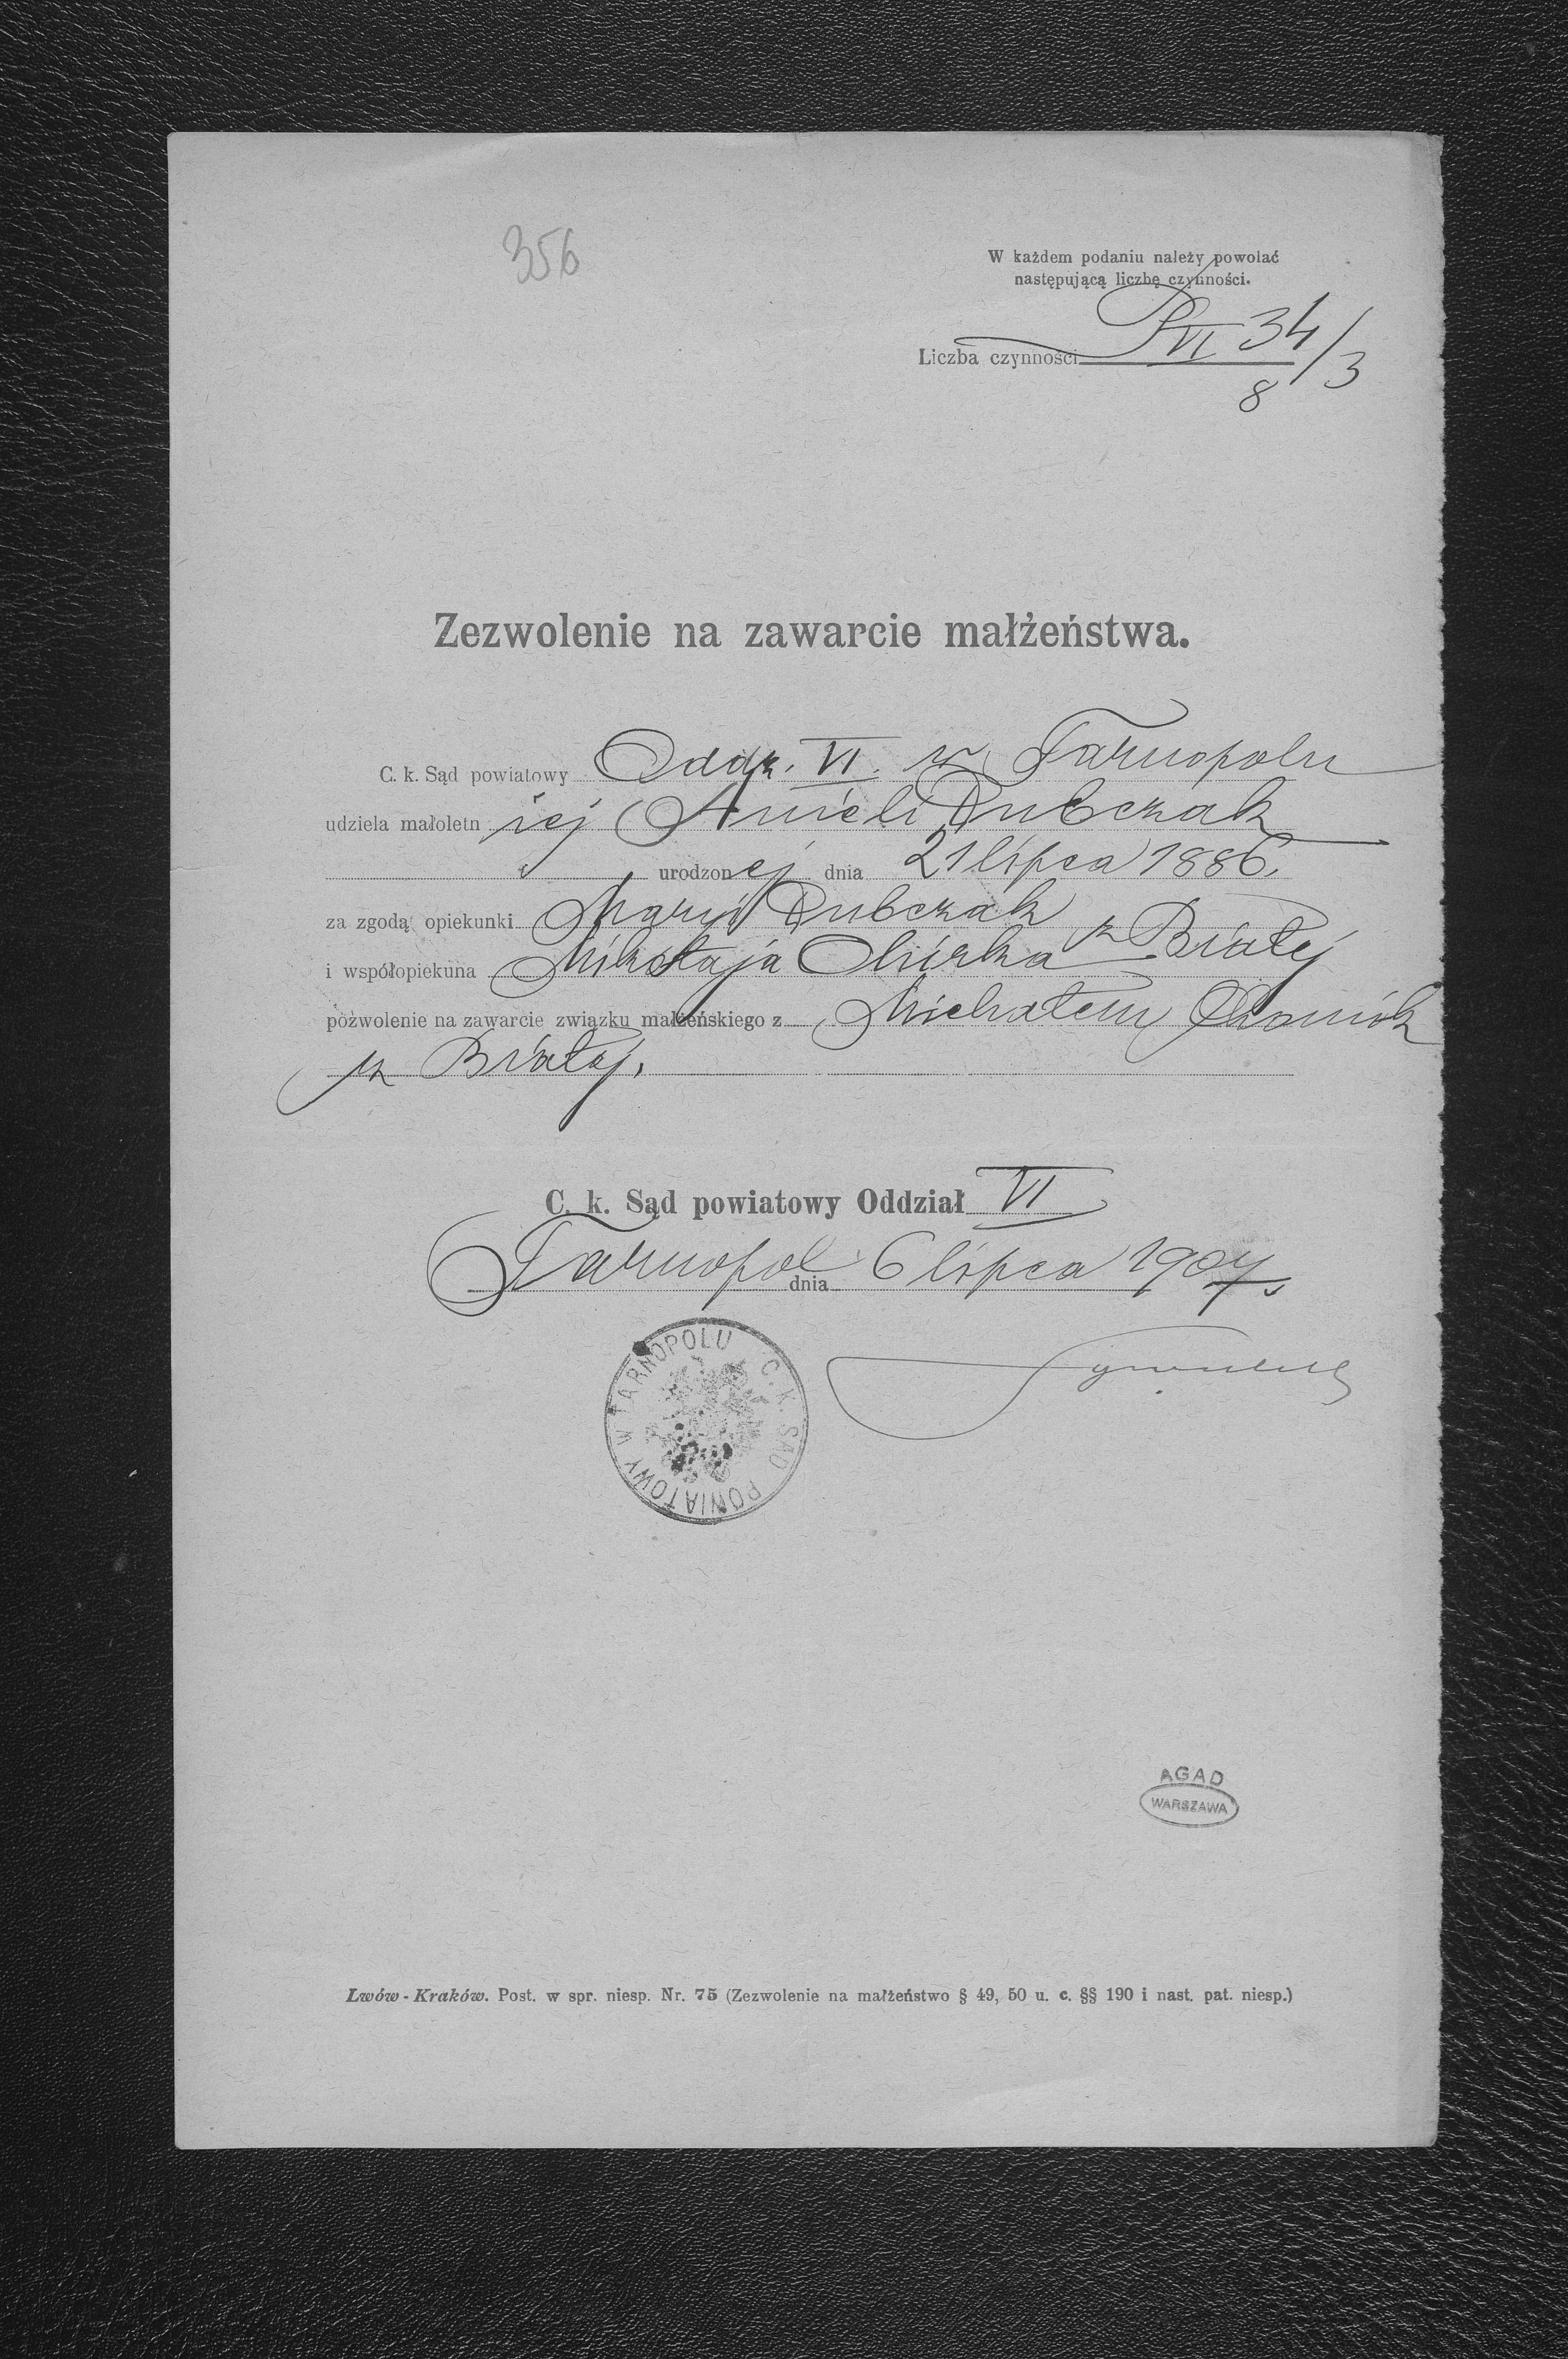 356
W każdem podaniu należy powołać
następującą liczbę czynności.
Liczba czynności P VI 34/3
8
Zezwolenie na zawarcie małżeństwa.
C. k. Sąd powiatowy Oddz. VI. w Tarnopolu
udziela małoletn iej Anieli Dubczak
urodzon ej dnia 21 lipca 1886.
za zgodą opiekunki Maryi Dubczak
i współopiekuna Mikołaja z Białej
pozwolenie na zawarcie związku małżeńskiego z Michałem
z Białej.
C. k. Sąd powiatowy Oddział VI
Tarnopol dnia 6 lipca 1904.
C. K. SĄD POWIATOWY W TARNOPOLU
AGAD
WARSZAWA
Lwów - Kraków. Post. w spr. niesp. Nr. 75 (Zezwolenie na małżeństwo § 49, 50 u. c. §§ 190 i nast. pat. niesp.)